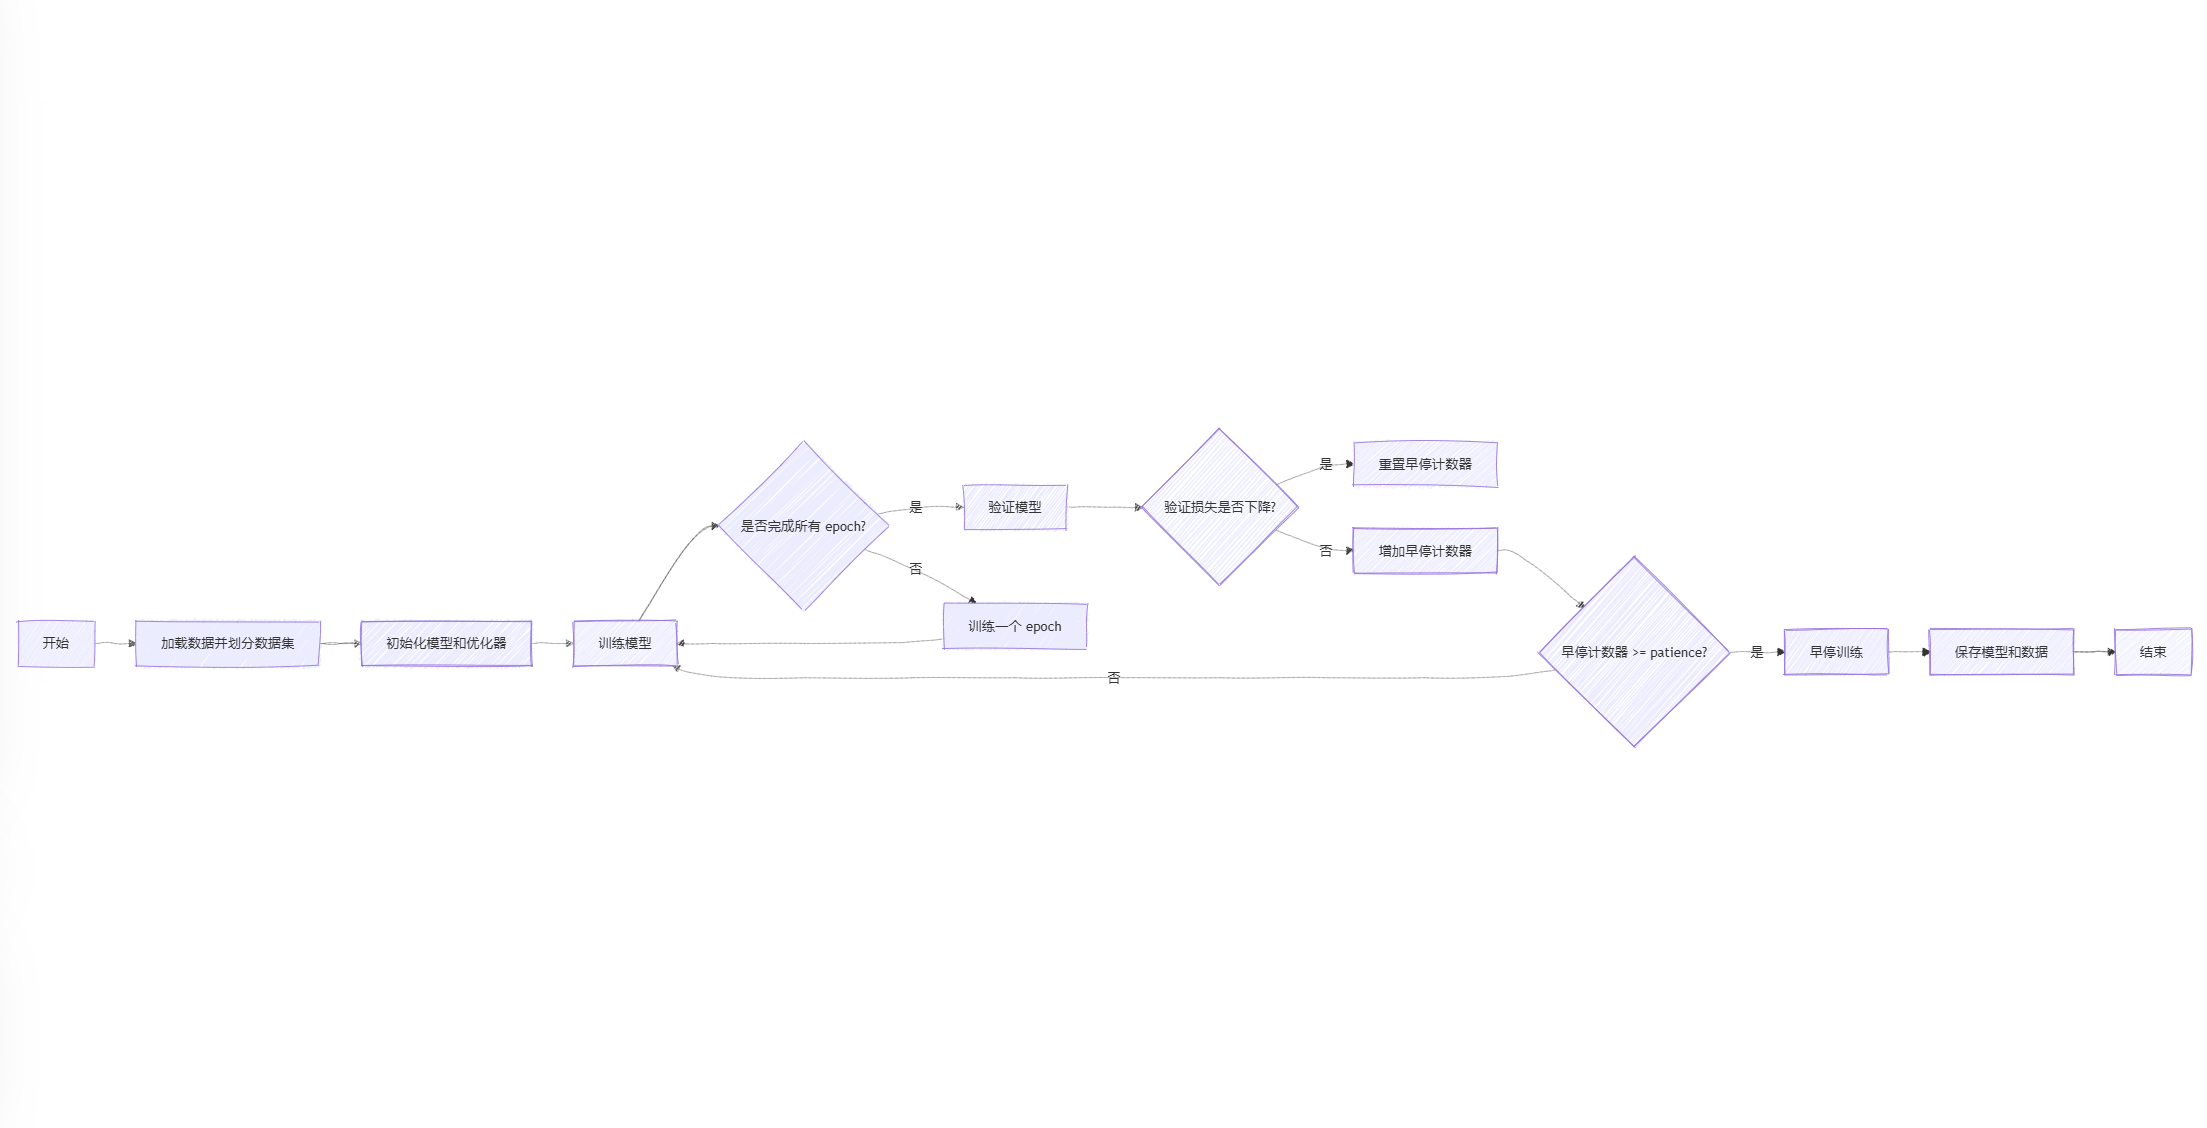 开始
加载数据并划分数据集
初始化模型和优化器
训练模型
是否完成所有 epoch?
是
否
验证模型
训练一个 epoch
验证损失是否下降?
是
否
重置早停计数器
增加早停计数器
早停计数器 >= patience?
否
是
早停训练
保存模型和数据
结束